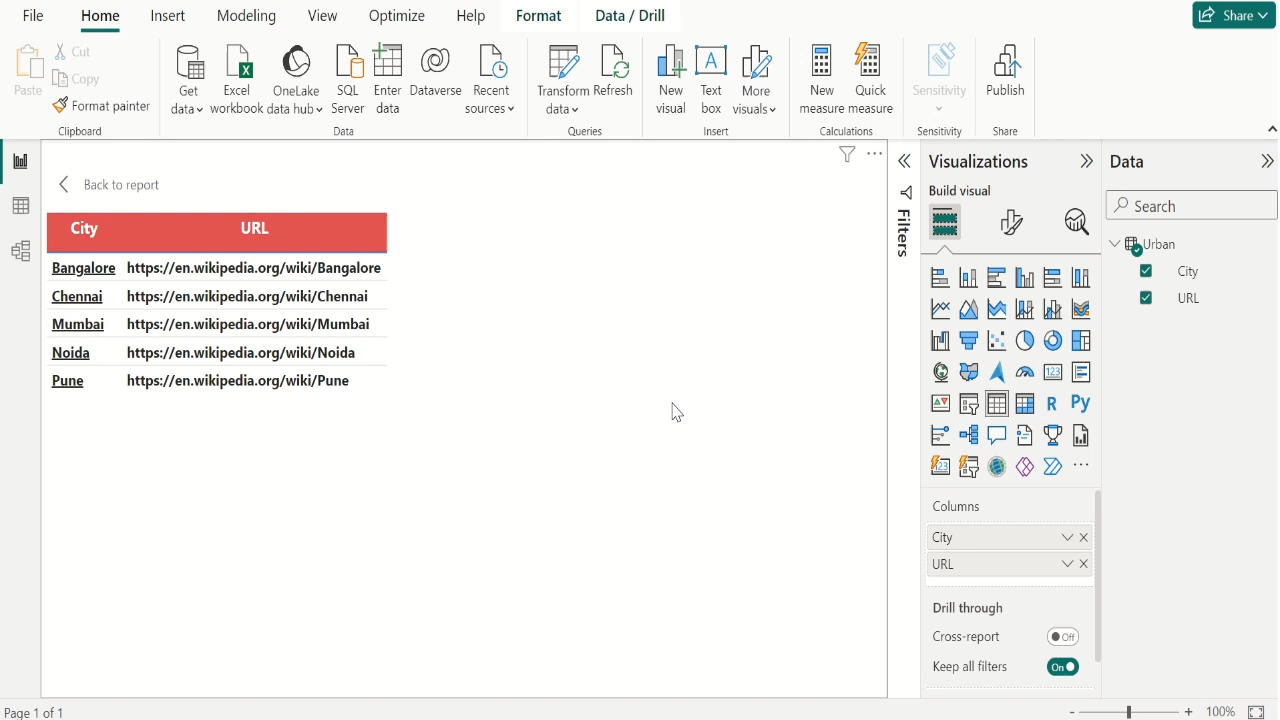 File Home Insert Modeling View Optimize Help Format Data / Drill Share
Paste Cut
Copy
Format painter
Clipboard
Get data
Excel workbook
OneLake data hub
SQL Server
Enter data
Dataverse
Recent sources
Data
Transform data
Refresh
Queries
New visual
Text box
More visuals
Insert
New measure
Quick measure
Calculations
Sensitivity
Sensitivity
Publish
Share
Back to report
City URL
Bangalore https://en.wikipedia.org/wiki/Bangalore
Chennai https://en.wikipedia.org/wiki/Chennai
Mumbai https://en.wikipedia.org/wiki/Mumbai
Noida https://en.wikipedia.org/wiki/Noida
Pune https://en.wikipedia.org/wiki/Pune
Filters
Visualizations
Build visual
R Py
123
123
Columns
City
URL
Drill through
Cross-report Off
Keep all filters On
Data
Search
Urban
City
URL
Page 1 of 1
- + 100%